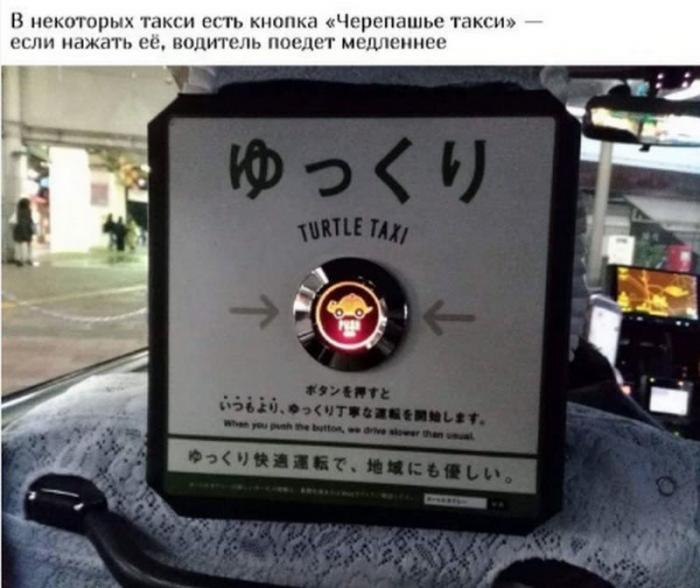 В некоторых такси есть кнопка «Черепашье такси» —
если нажать её, водитель поедет медленнее
ゆっくり
TURTLE TAXI
PUSH
ボタンを押すと
いつもより、ゆっくり丁寧な運転を開始します。
When you push the button, we drive slower than usual.
ゆっくり快適運転で、地域にも優しい。